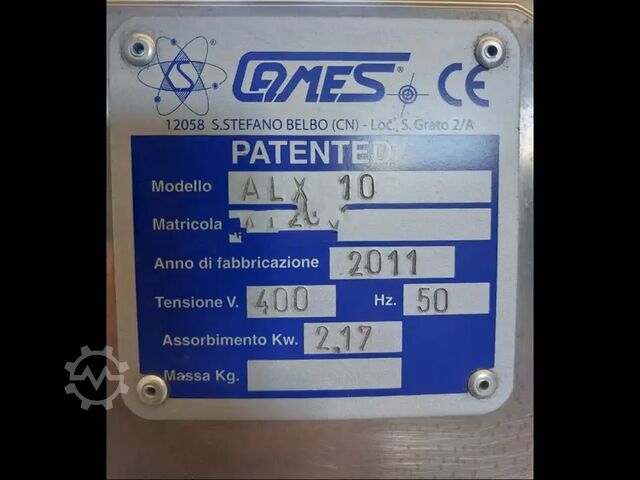 CAMES® CE
12058 S.STEFANO BELBO (CN) - Loc. S. Grato 2/A
PATENTED
Modello ALX 10
Matricola
Anno di fabbricazione 2011
Tensione V. 400 Hz. 50
Assorbimento Kw. 2,17
Massa Kg.